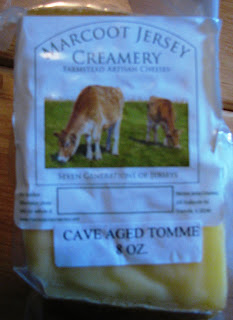 MARCOOT JERSEY
CREAMERY
FARMSTEAD ARTISAN CHEESES
SEVEN GENERATIONS OF JERSEYS
CAVE AGED TOMME
8 OZ.